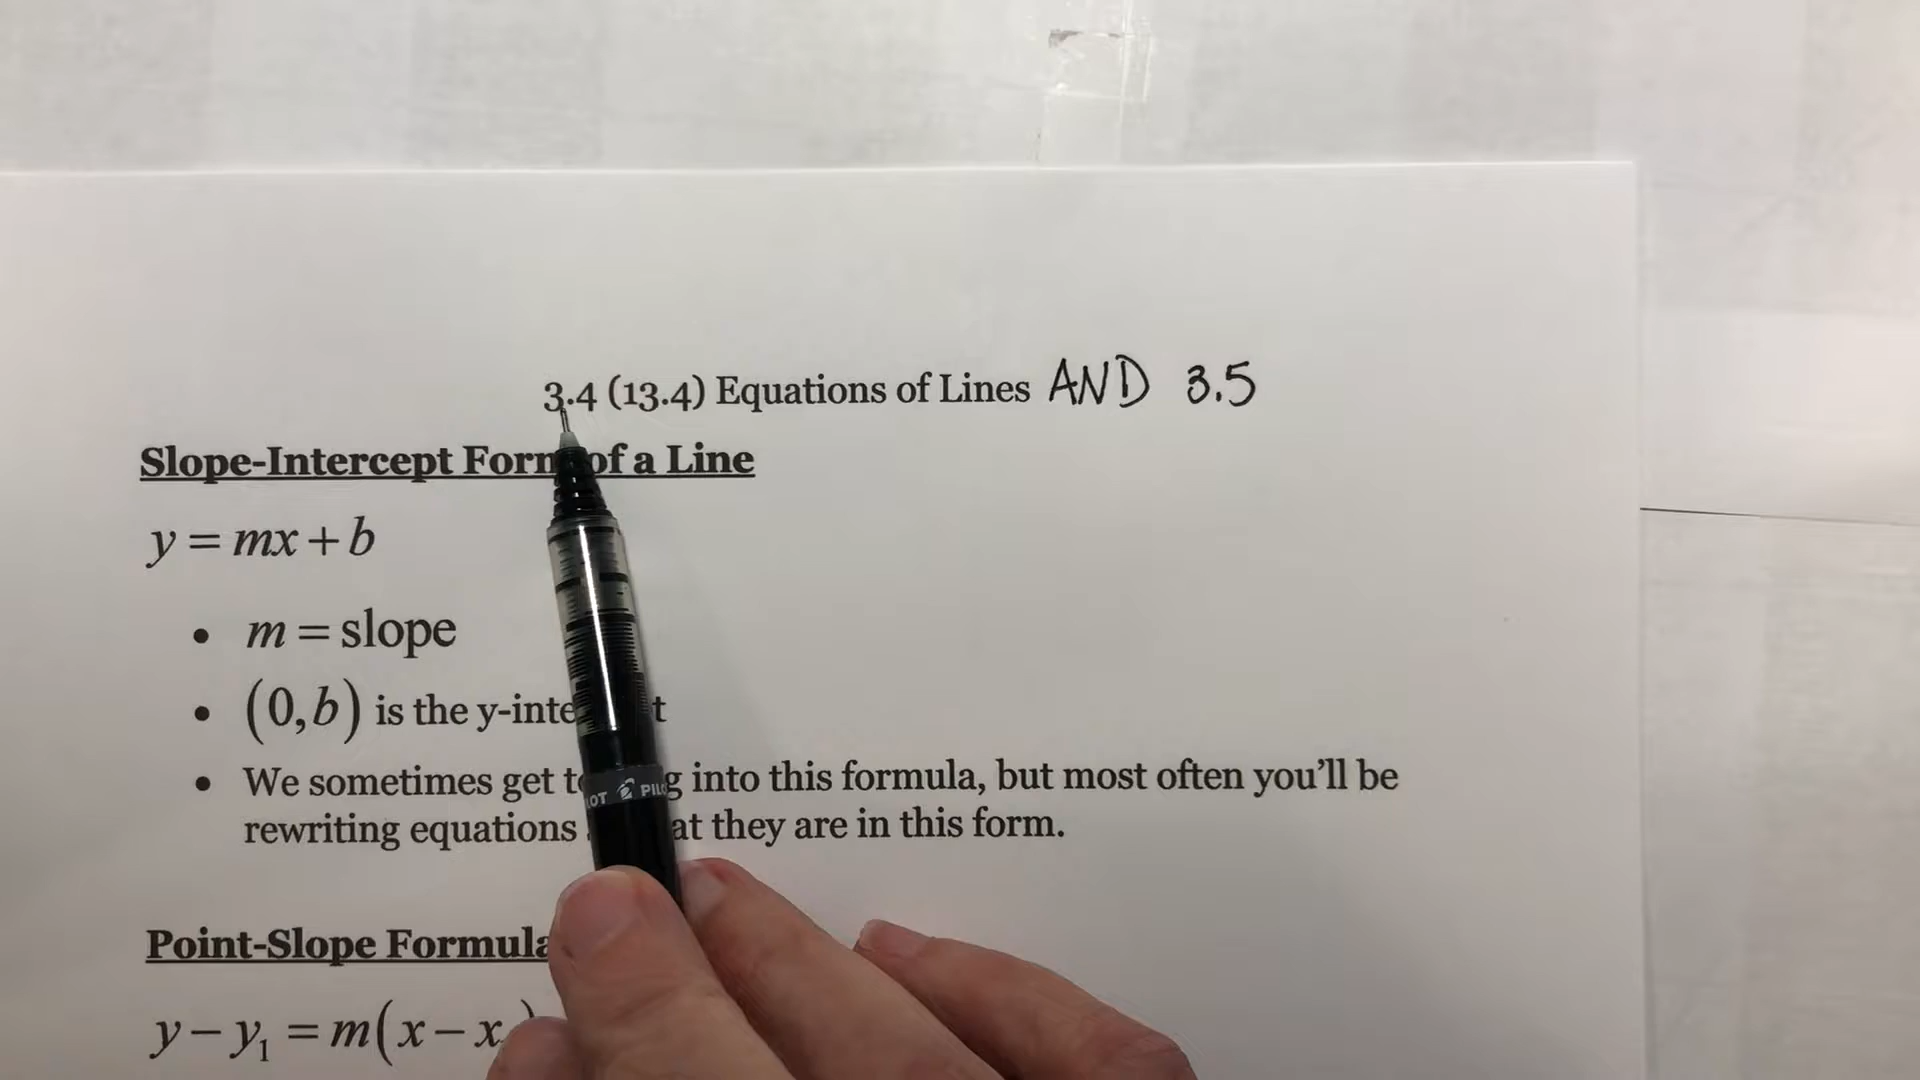 3.4 (13.4) Equations of Lines AND 3.5
Slope-Intercept Form of a Line
y = mx + b
• m = slope
• (0,b) is the
• We sometimes get into this formula, but most often you’ll be
rewriting equations they are in this form.
Point-Slope Formula
y − y₁ = m(x − x
PILOT